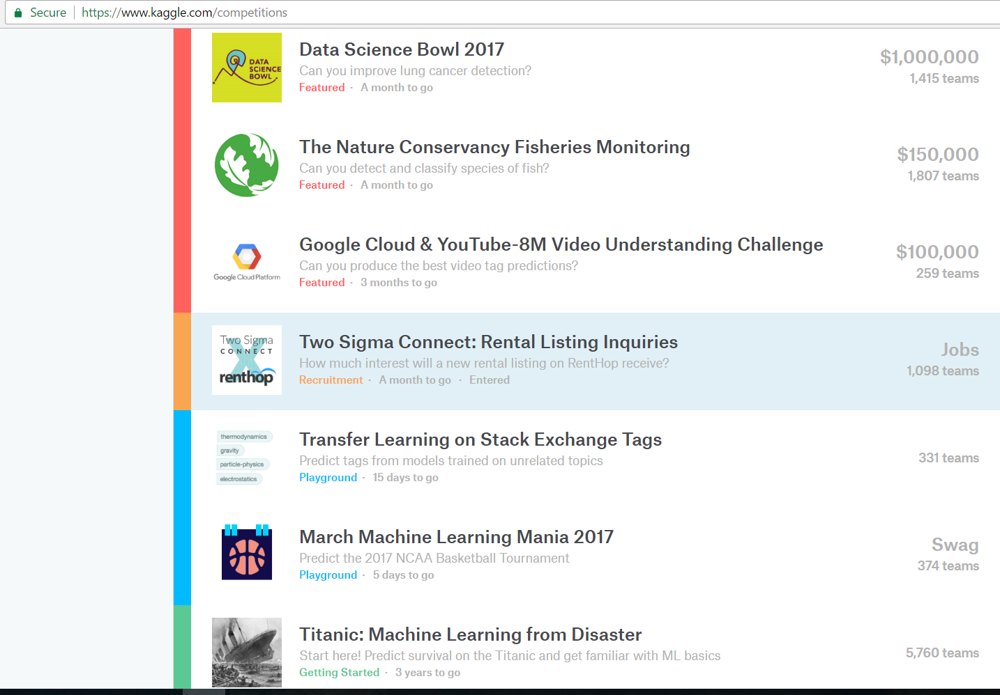 Secure https://www.kaggle.com/competitions
DATA
SCIENCE
BOWL
Data Science Bowl 2017
Can you improve lung cancer detection?
Featured · A month to go
$1,000,000
1,415 teams
The Nature Conservancy Fisheries Monitoring
Can you detect and classify species of fish?
Featured · A month to go
$150,000
1,807 teams
Google Cloud Platform
Google Cloud & YouTube-8M Video Understanding Challenge
Can you produce the best video tag predictions?
Featured · 3 months to go
$100,000
259 teams
Two Sigma
CONNECT
X
renthop
Two Sigma Connect: Rental Listing Inquiries
How much interest will a new rental listing on RentHop receive?
Recruitment · A month to go · Entered
Jobs
1,098 teams
thermodynamics
gravity
particle-physics
electrostatics
Transfer Learning on Stack Exchange Tags
Predict tags from models trained on unrelated topics
Playground · 15 days to go
331 teams
March Machine Learning Mania 2017
Predict the 2017 NCAA Basketball Tournament
Playground · 5 days to go
Swag
374 teams
Titanic: Machine Learning from Disaster
Start here! Predict survival on the Titanic and get familiar with ML basics
Getting Started · 3 years to go
5,760 teams